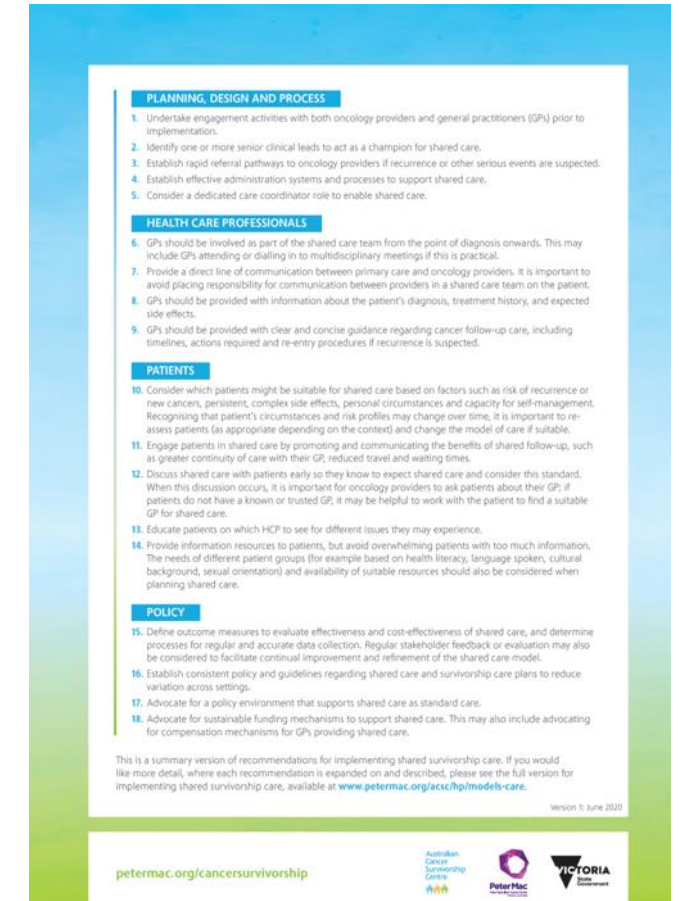 PLANNING, DESIGN AND PROCESS
1. Undertake engagement activities with both oncology providers and general practitioners (GPs) prior to
implementation.
2. Identify one or more senior clinical leads to act as a champion for shared care.
3. Establish rapid referral pathways to oncology providers if recurrence or other serious events are suspected.
4. Establish effective administration systems and processes to support shared care.
5. Consider a dedicated care coordinator role to enable shared care.
HEALTH CARE PROFESSIONALS
6. GPs should be involved as part of the shared care team from the point of diagnosis onwards. This may
include GPs attending or dialling in to multidisciplinary meetings if this is practical.
7. Provide a direct line of communication between primary care and oncology providers. It is important to
avoid placing responsibility for communication between providers in a shared care team on the patient.
8. GPs should be provided with information about the patient's diagnosis, treatment history, and expected
side effects.
9. GPs should be provided with clear and concise guidance regarding cancer follow-up care, including
timelines, actions required and re-entry procedures if recurrence is suspected.
PATIENTS
10. Consider which patients might be suitable for shared care based on factors such as risk of recurrence or
new cancers, persistent, complex side effects, personal circumstances and capacity for self-management.
Recognising that patient's circumstances and risk profiles may change over time, it is important to re-
assess patients (as appropriate depending on the context) and change the model of care if suitable.
11. Engage patients in shared care by promoting and communicating the benefits of shared follow-up, such
as greater continuity of care with their GP, reduced travel and waiting times.
12. Discuss shared care with patients early so they know to expect shared care and consider this standard.
When this discussion occurs, it is important for oncology providers to ask patients about their GP; if
patients do not have a known or trusted GP, it may be helpful to work with the patient to find a suitable
GP for shared care.
13. Educate patients on which HCP to see for different issues they may experience.
14. Provide information resources to patients, but avoid overwhelming patients with too much information.
The needs of different patient groups (for example based on health literacy, language spoken, cultural
background, sexual orientation) and availability of suitable resources should also be considered when
planning shared care.
POLICY
15. Define outcome measures to evaluate effectiveness and cost-effectiveness of shared care, and determine
processes for regular and accurate data collection. Regular stakeholder feedback or evaluation may also
be considered to facilitate continual improvement and refinement of the shared care model.
16. Establish consistent policy and guidelines regarding shared care and survivorship care plans to reduce
variation across settings.
17. Advocate for a policy environment that supports shared care as standard care.
18. Advocate for sustainable funding mechanisms to support shared care. This may also include advocating
for compensation mechanisms for GPs providing shared care.
This is a summary version of recommendations for implementing shared survivorship care. If you would
like more detail, where each recommendation is expanded on and described, please see the full version for
implementing shared survivorship care, available at www.petermac.org/acsc/hp/models-care.
Version 1: June 2020
petermac.org/cancersurvivorship
Australian
Cancer
Survivorship
Centre
Peter Mac
VICTORIA
State
Government